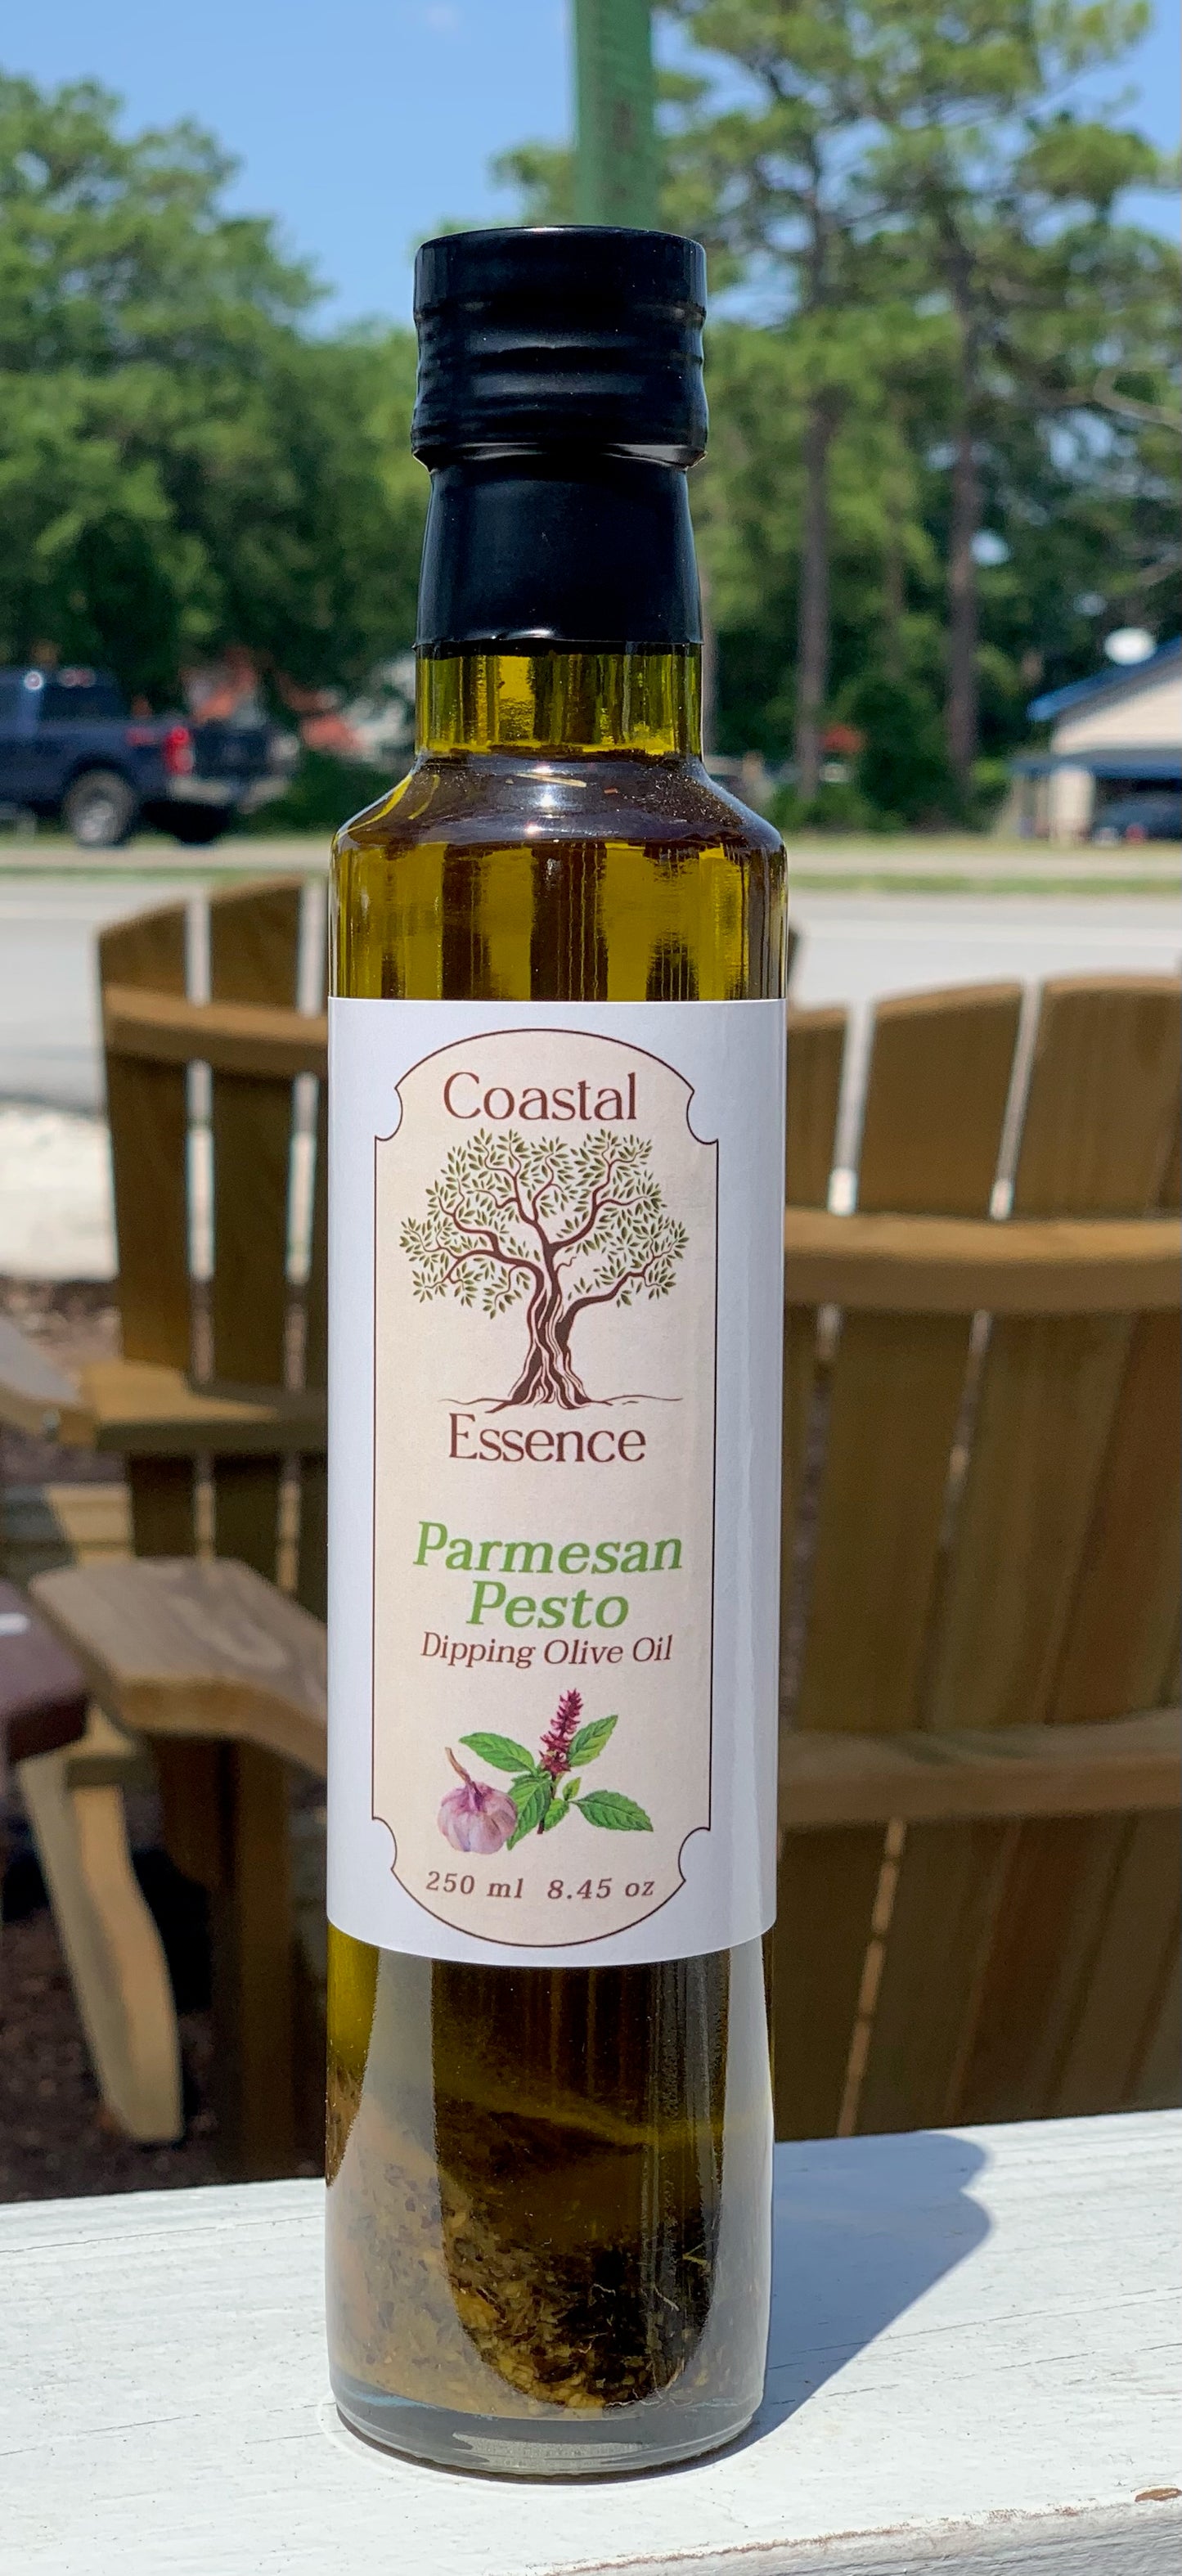 Coastal
Essence
Parmesan
Pesto
Dipping Olive Oil
250 ml 8.45 oz